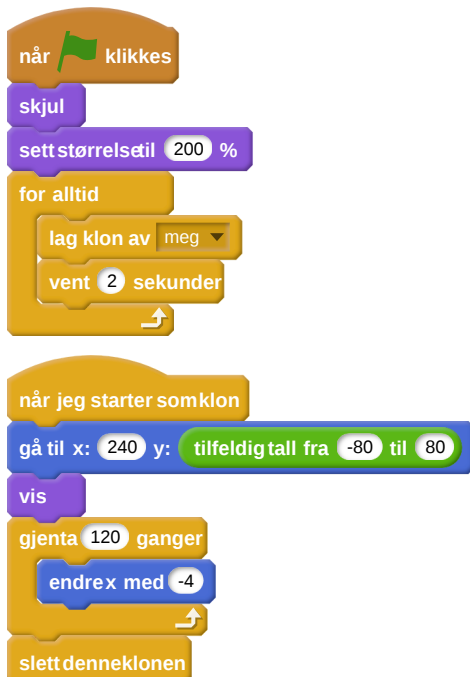 når klikkes
skjul
sett størrelse til 200 %
for alltid
lag klon av meg
vent 2 sekunder
når jeg starter som klon
gå til x: 240 y: tilfeldig tall fra -80 til 80
vis
gjenta 120 ganger
endre x med -4
slett denne klonen